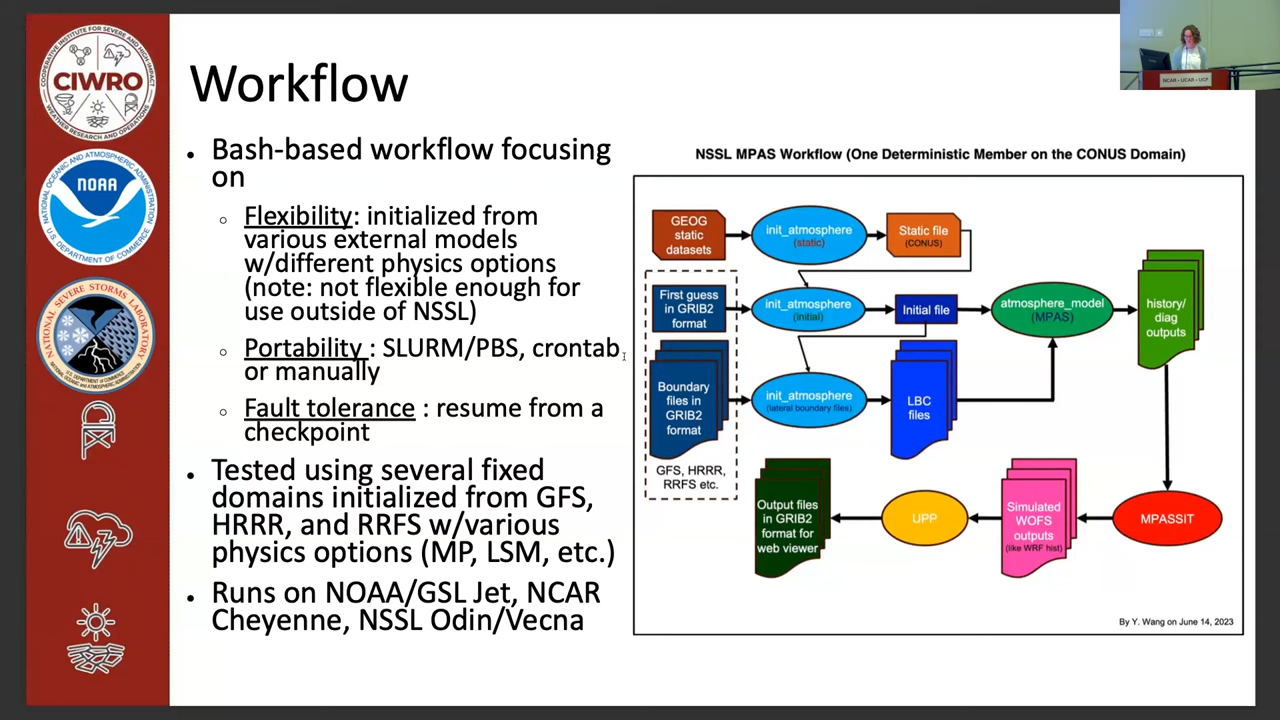 Workflow
Bash-based workflow focusing
on
Flexibility: initialized from
various external models
w/different physics options
(note: not flexible enough for
use outside of NSSL)
Portability : SLURM/PBS, crontab
or manually
Fault tolerance : resume from a
checkpoint
Tested using several fixed
domains initialized from GFS,
HRRR, and RRFS w/various
physics options (MP, LSM, etc.)
Runs on NOAA/GSL Jet, NCAR
Cheyenne, NSSL Odin/Vecna
NSSL MPAS Workflow (One Deterministic Member on the CONUS Domain)
GEOG
static
datasets
init_atmosphere
(static)
Static file
(CONUS)
First guess
in GRIB2
format
init_atmosphere
(initial)
Initial file
atmosphere_model
(MPAS)
history/
diag
outputs
Boundary
files in
GRIB2
format
init_atmosphere
(lateral boundary files)
LBC
files
GFS, HRRR,
RRFS etc.
Output files
in GRIB2
format for
web viewer
UPP
Simulated
WOFS
outputs
(like WRF hist)
MPASSIT
By Y. Wang on June 14, 2023
COOPERATIVE INSTITUTE FOR SEVERE AND HIGH-IMPACT
CIWRO
WEATHER RESEARCH AND OPERATIONS
NATIONAL OCEANIC AND ATMOSPHERIC ADMINISTRATION
NOAA
U.S. DEPARTMENT OF COMMERCE
NATIONAL SEVERE STORMS LABORATORY
NCAR • UCAR • UCP